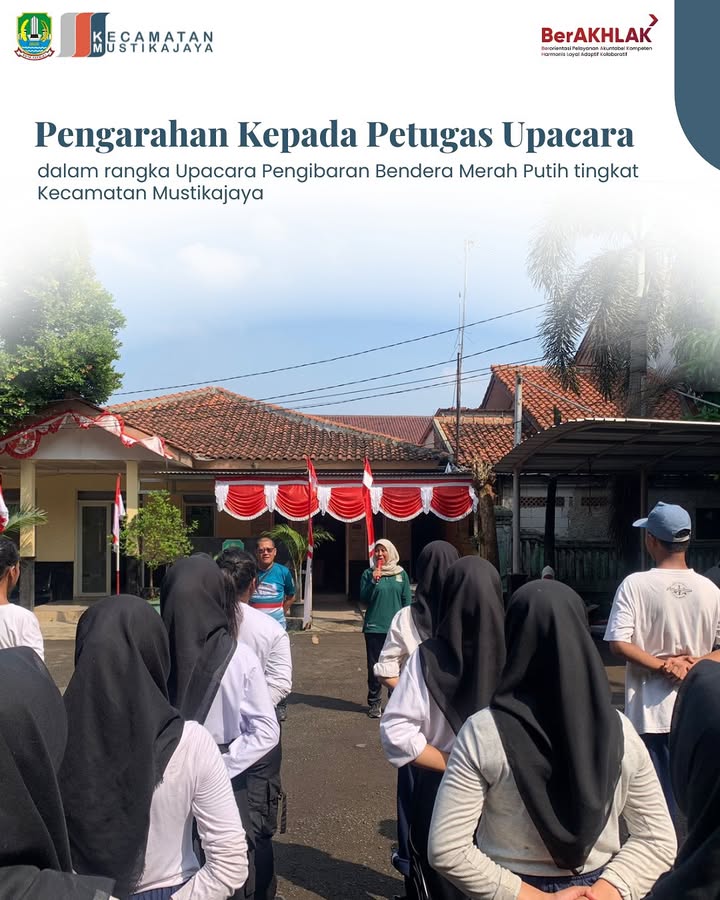 KECAMATAN
MUSTIKAJAYA
BerAKHLAK
Berorientasi Pelayanan Akuntabel Kompeten
Harmonis Loyal Adaptif Kolaboratif
Pengarahan Kepada Petugas Upacara
dalam rangka Upacara Pengibaran Bendera Merah Putih tingkat
Kecamatan Mustikajaya